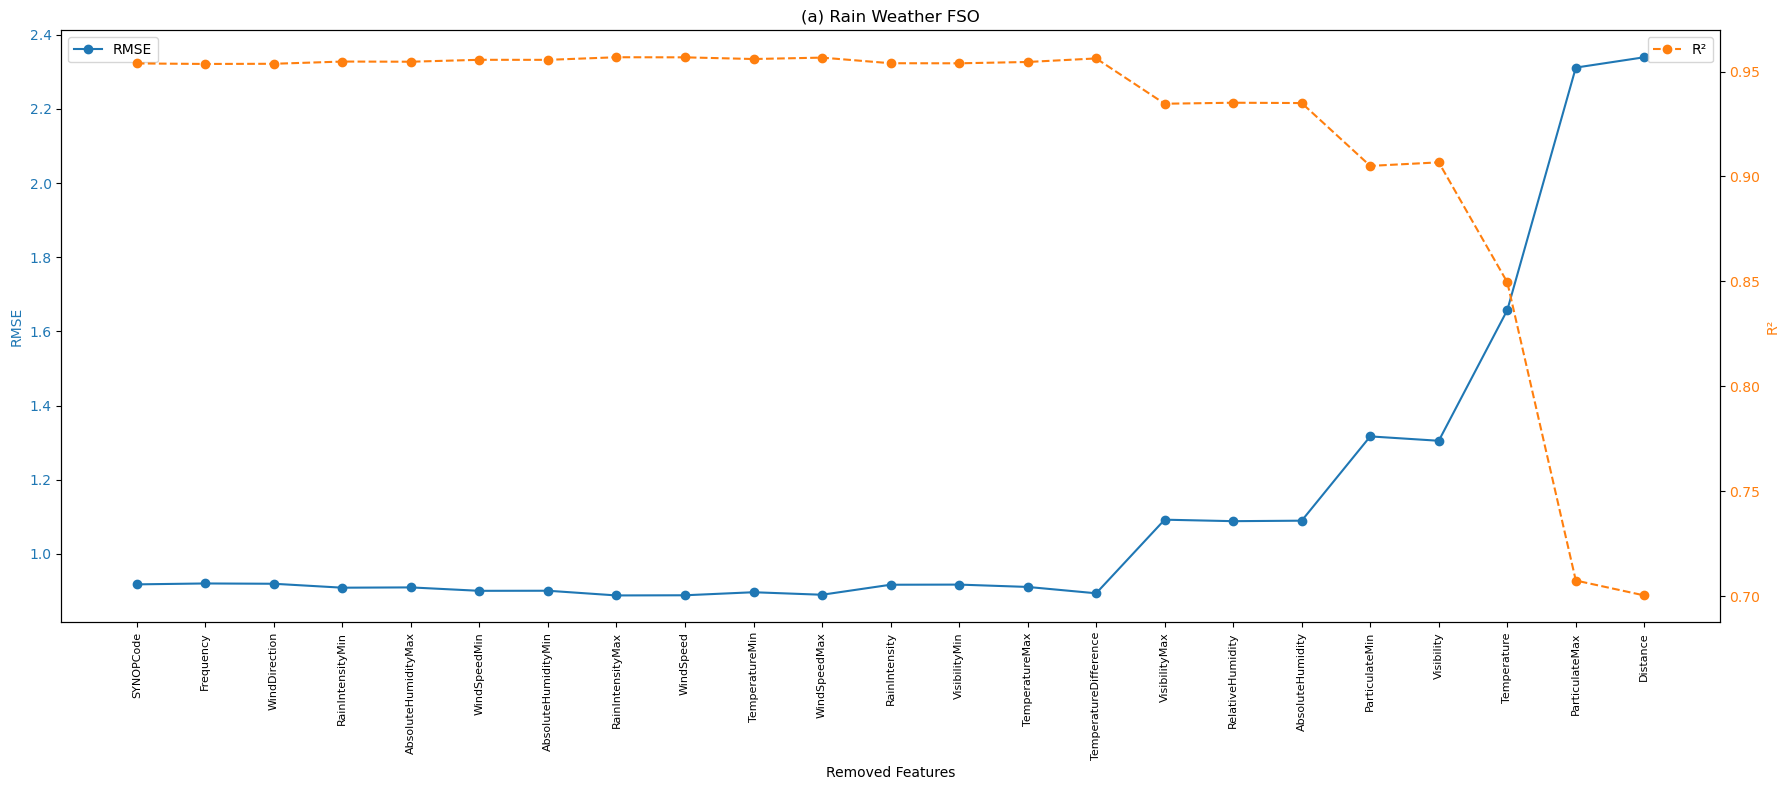 (a) Rain Weather FSO
RMSE
R²
2.4
2.2
2.0
1.8
1.6
1.4
1.2
1.0
RMSE
0.95
0.90
0.85
0.80
0.75
0.70
R²
SYNOPCode
Frequency
WindDirection
RainIntensityMin
AbsoluteHumidityMax
WindSpeedMin
AbsoluteHumidityMin
RainIntensityMax
WindSpeed
TemperatureMin
WindSpeedMax
RainIntensity
VisibilityMin
TemperatureMax
TemperatureDifference
VisibilityMax
RelativeHumidity
AbsoluteHumidity
ParticulateMin
Visibility
Temperature
ParticulateMax
Distance
Removed Features